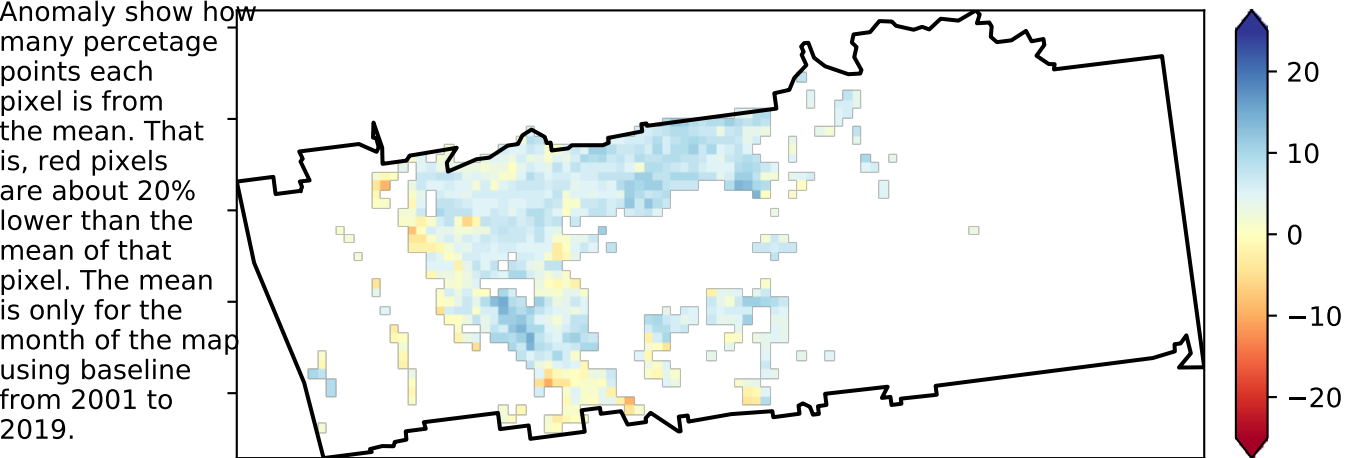 Anomaly show how
many percetage
points each
pixel is from
the mean. That
is, red pixels
are about 20%
lower than the
mean of that
pixel. The mean
is only for the
month of the map
using baseline
from 2001 to
2019.
20
10
0
−10
−20